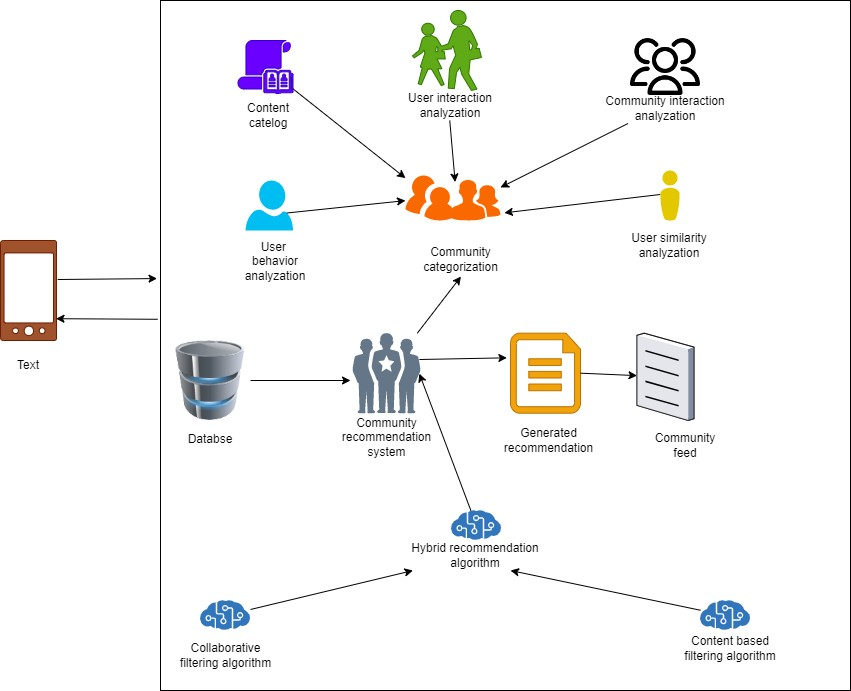 Content
catelog
User interaction
analyzation
Community interaction
analyzation
User
behavior
analyzation
Community
categorization
User similarity
analyzation
Text
Databse
Community
recommendation
system
Generated
recommendation
Community
feed
Hybrid recommendation
algorithm
Collaborative
filtering algorithm
Content based
filtering algorithm